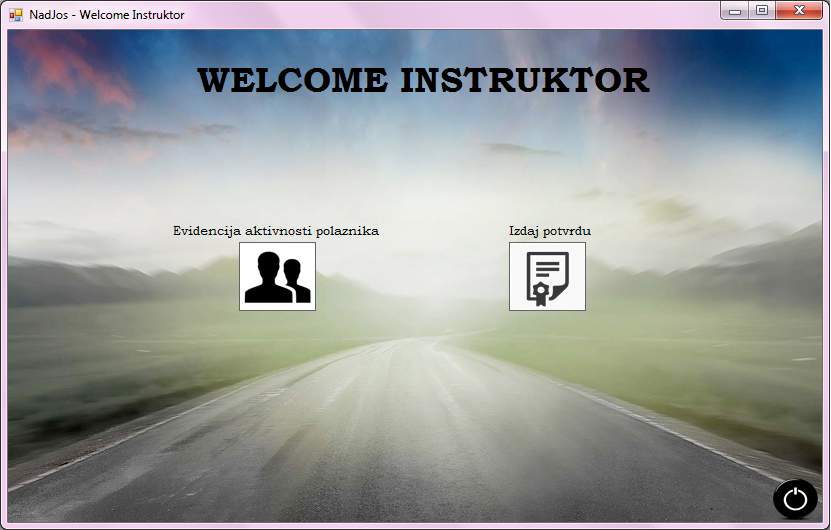 NadJos - Welcome Instruktor
WELCOME INSTRUKTOR
Evidencija aktivnosti polaznika
Izdaj potvrdu